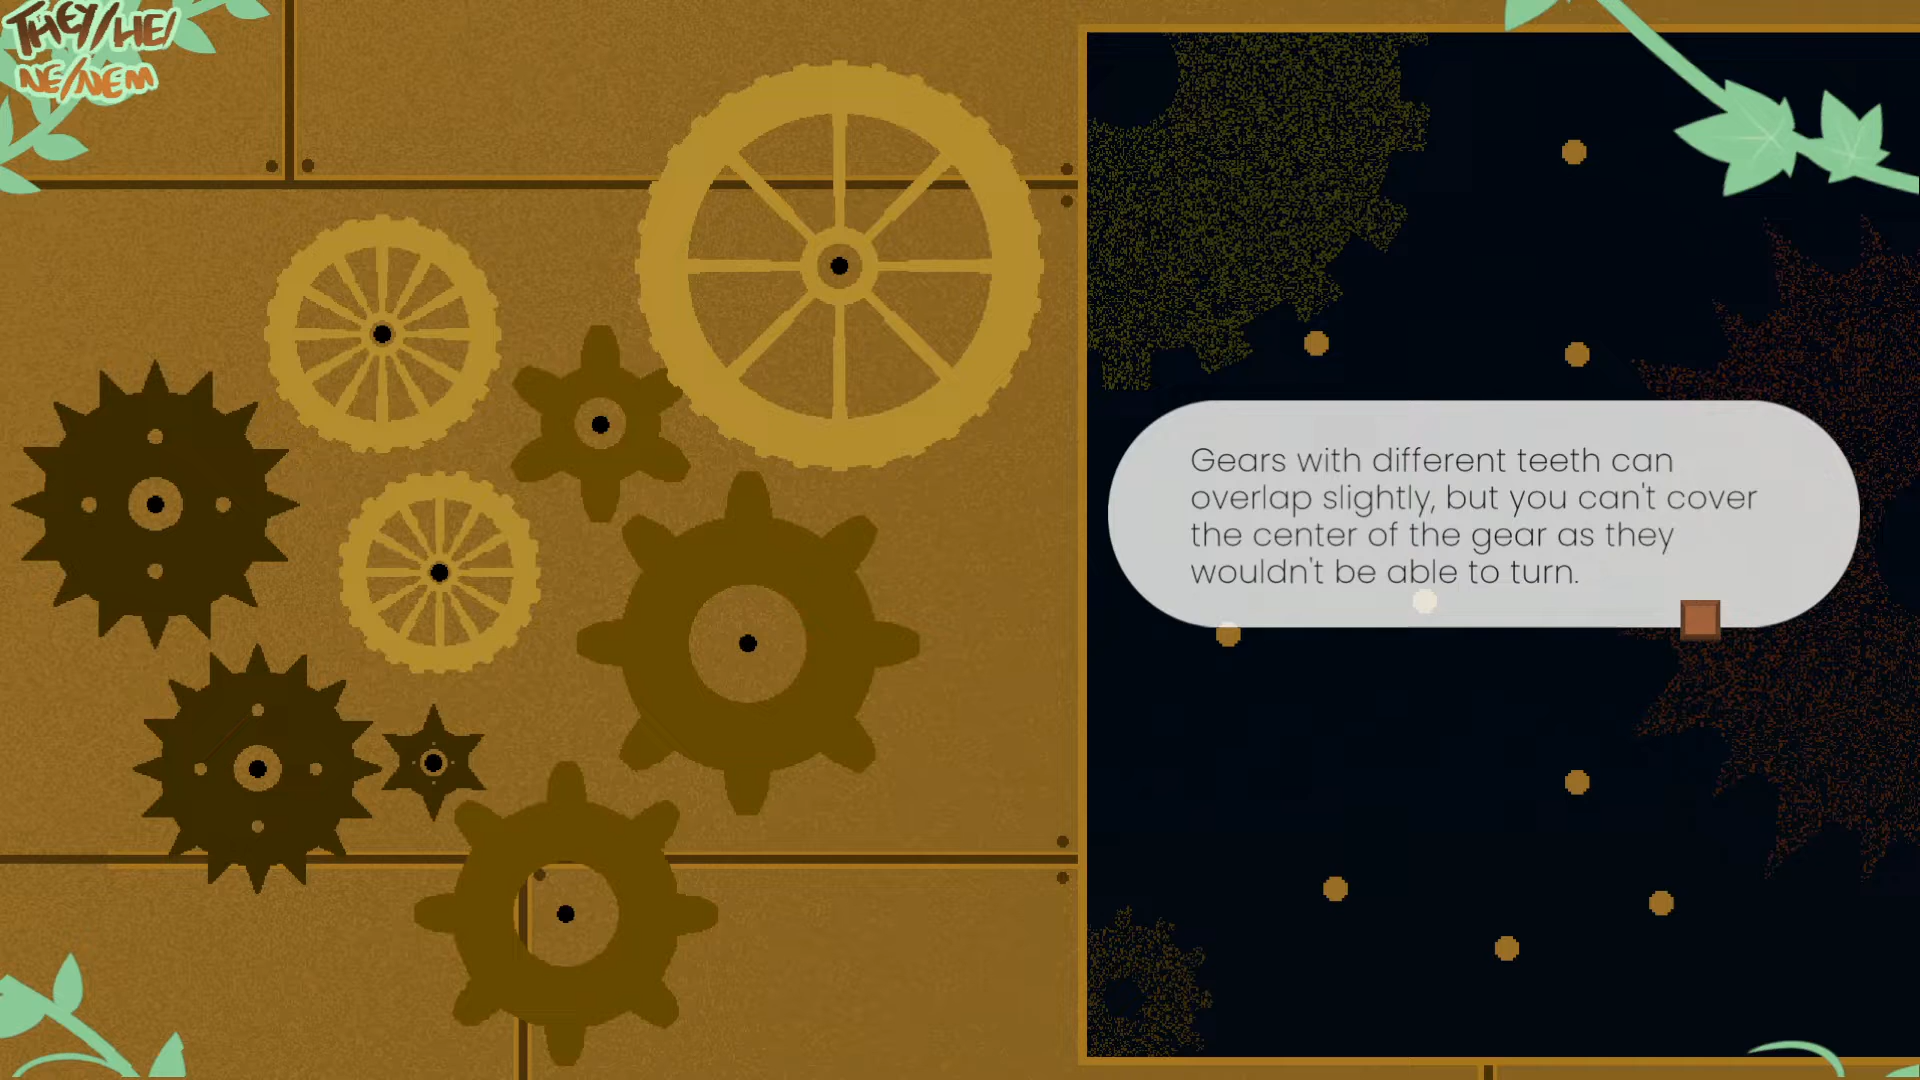 THEY/HE/
NE/NEM
Gears with different teeth can
overlap slightly, but you can't cover
the center of the gear as they
wouldn't be able to turn.